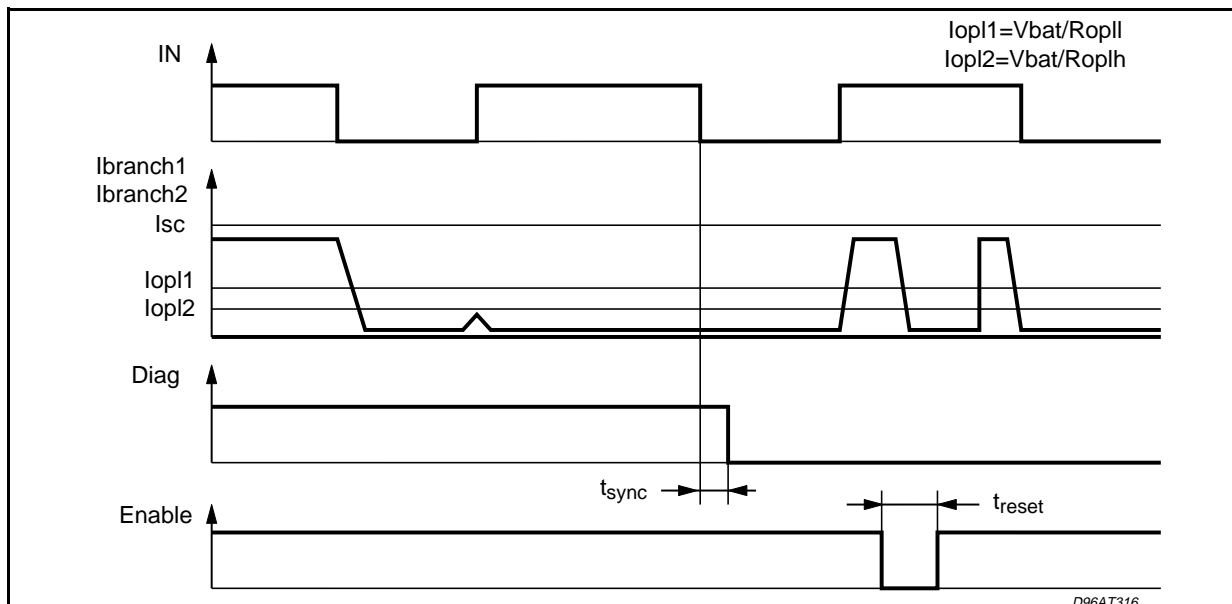 Iopl1=Vbat/Ropll
Iopl2=Vbat/Roplh
IN
Ibranch1
Ibranch2
Isc
Iopl1
Iopl2
Diag
tsync
Enable
treset
D96AT316